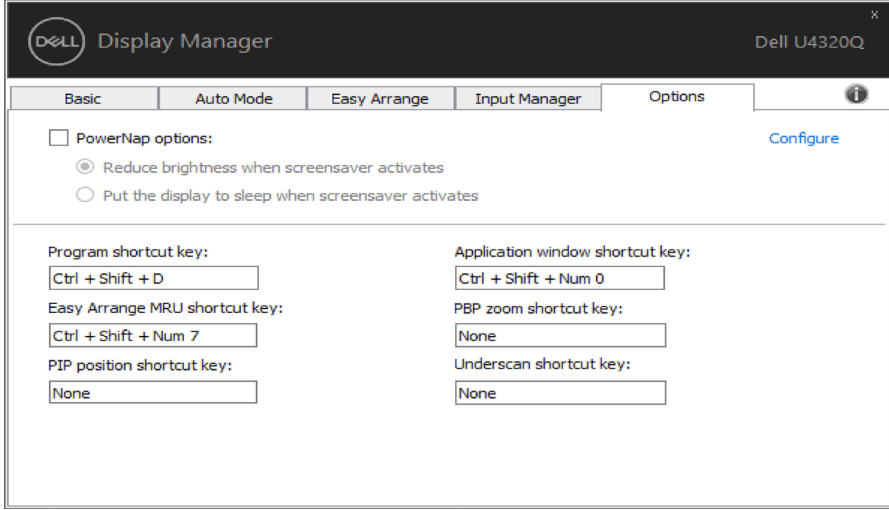 x
DELL Display Manager
Dell U4320Q
Basic Auto Mode Easy Arrange Input Manager Options i
PowerNap options: Configure
Reduce brightness when screensaver activates
Put the display to sleep when screensaver activates
Program shortcut key: Application window shortcut key:
Ctrl + Shift + D Ctrl + Shift + Num 0
Easy Arrange MRU shortcut key: PBP zoom shortcut key:
Ctrl + Shift + Num 7 None
PIP position shortcut key: Underscan shortcut key:
None None